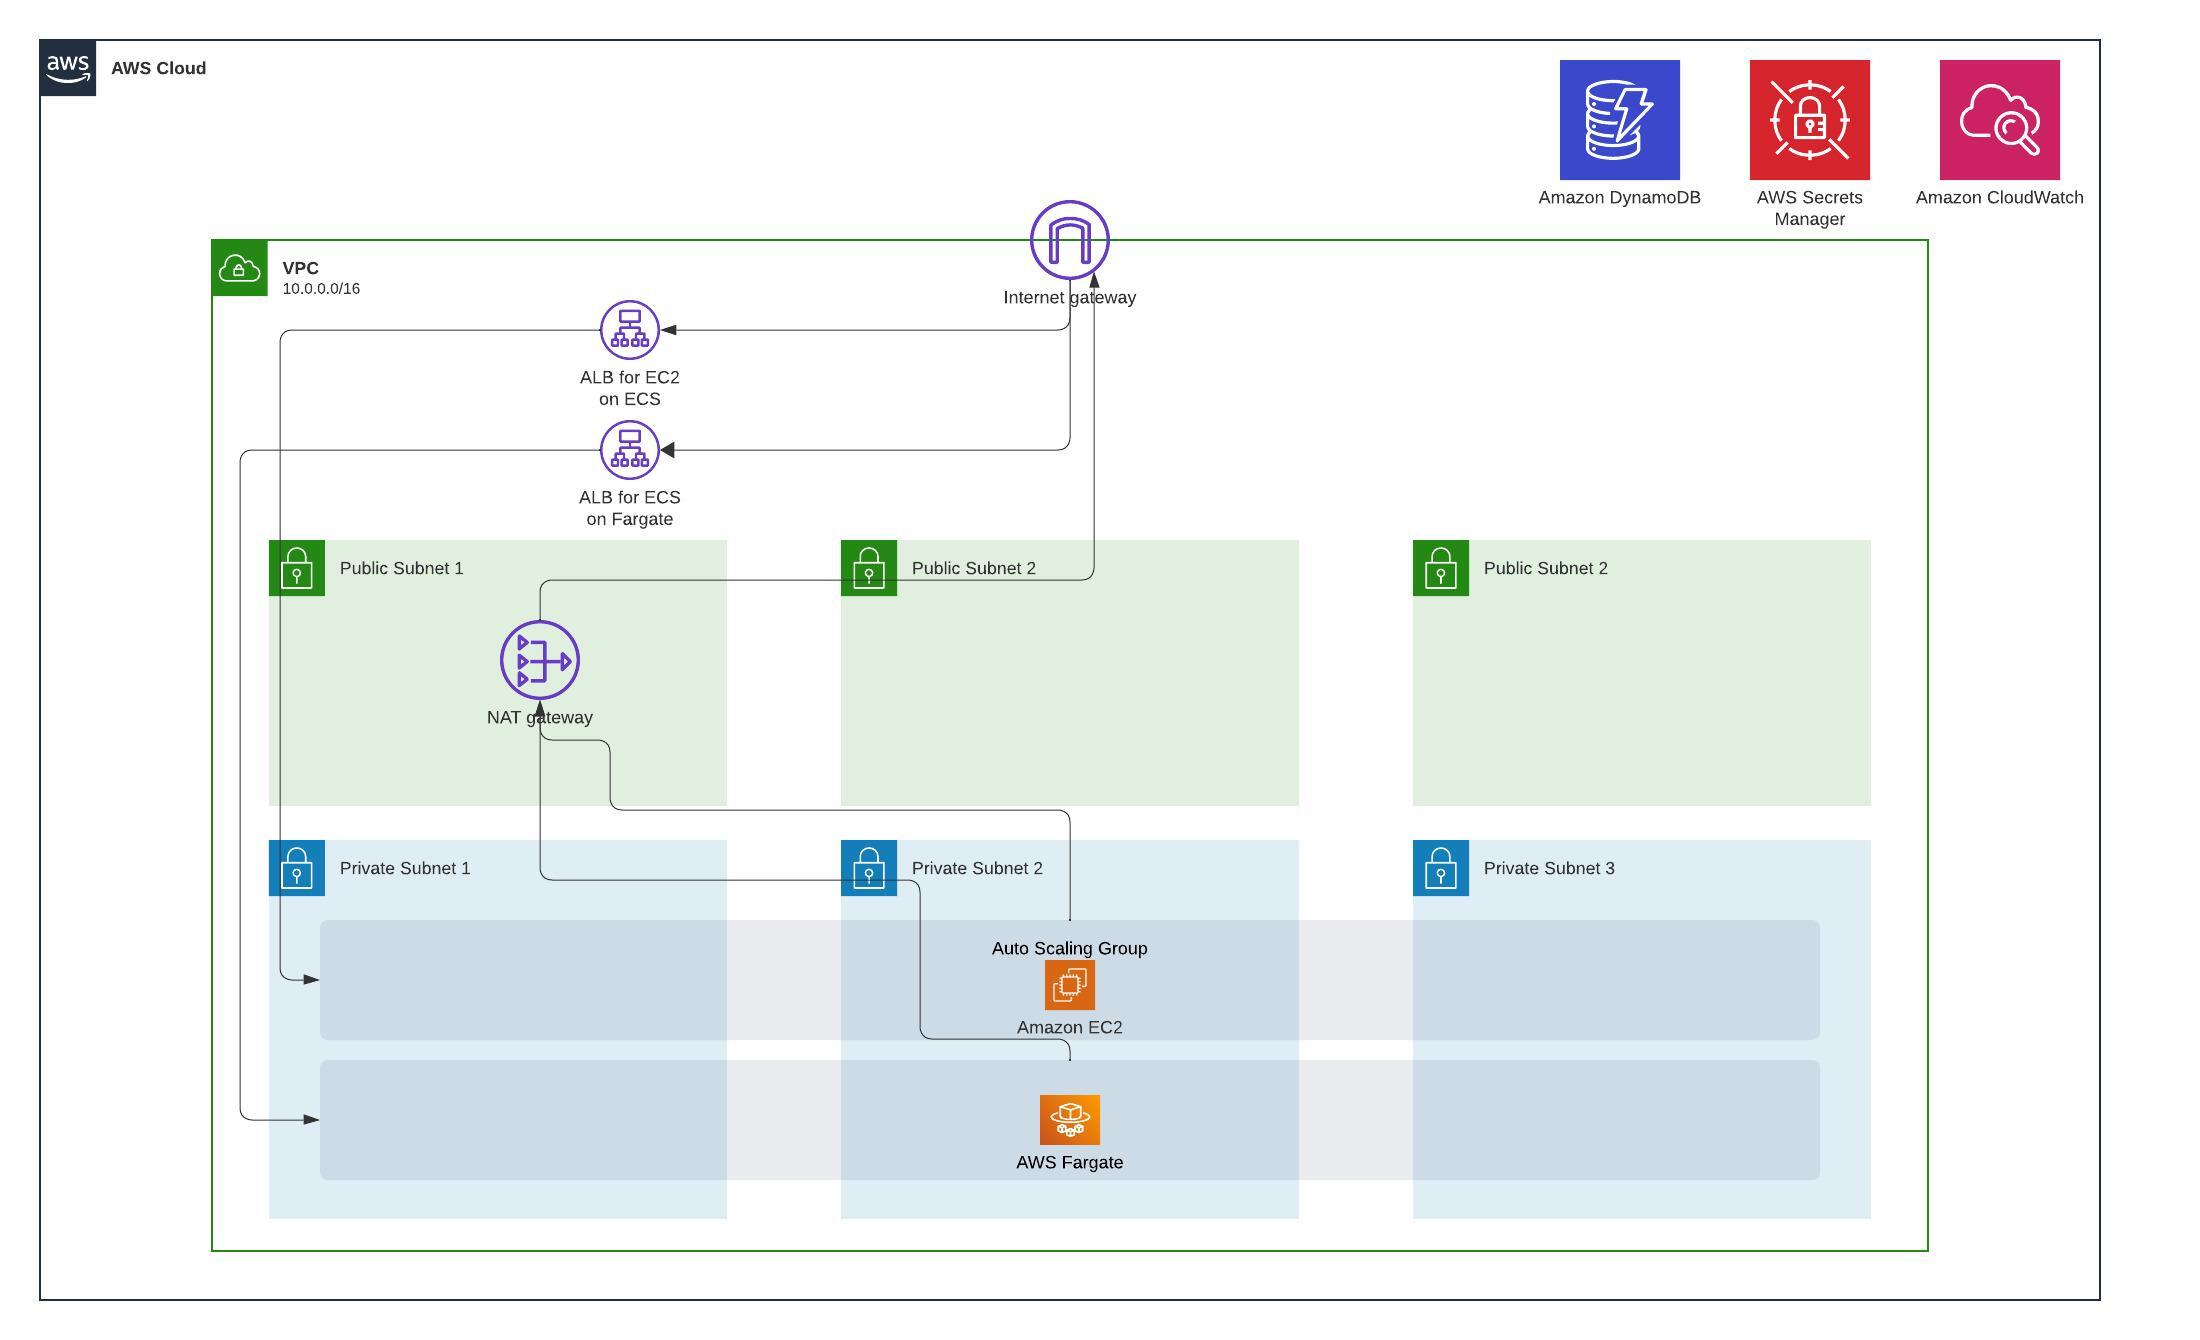 aws
AWS Cloud
Amazon DynamoDB
AWS Secrets
Manager
Amazon CloudWatch
VPC
10.0.0.0/16
Internet gateway
ALB for EC2
on ECS
ALB for ECS
on Fargate
Public Subnet 1
Public Subnet 2
Public Subnet 2
NAT gateway
Private Subnet 1
Private Subnet 2
Private Subnet 3
Auto Scaling Group
Amazon EC2
AWS Fargate